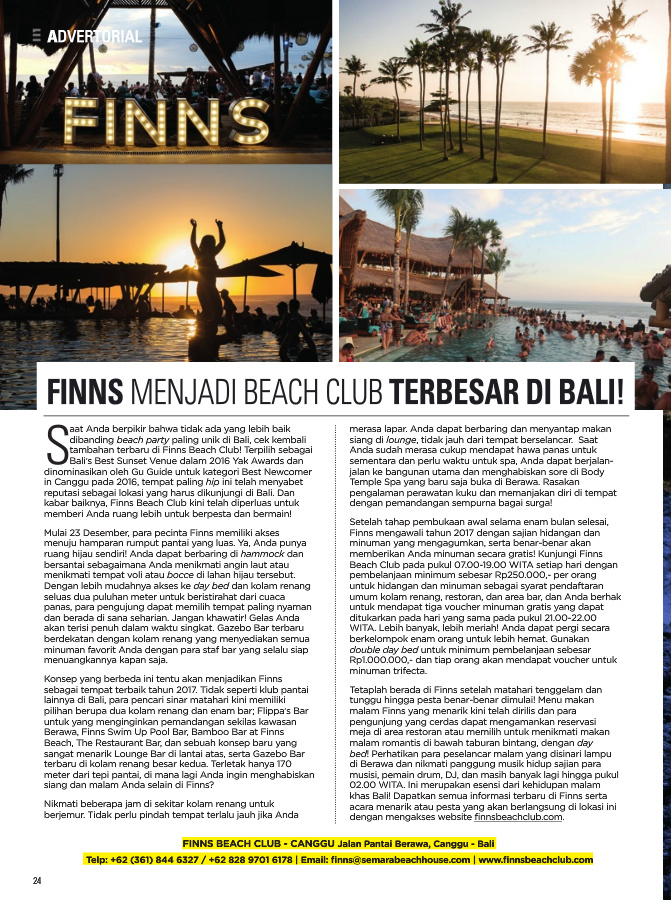 ADVERTORIAL
FINNS
FINNS MENJADI BEACH CLUB TERBESAR DI BALI!
Saat Anda berpikir bahwa tidak ada yang lebih baik
dibanding beach party paling unik di Bali, cek kembali
tambahan terbaru di Finns Beach Club! Terpilih sebagai
Bali's Best Sunset Venue dalam 2016 Yak Awards dan
dinominasikan oleh Gu Guide untuk kategori Best Newcomer
in Canggu pada 2016, tempat paling hip ini telah menyabet
reputasi sebagai lokasi yang harus dikunjungi di Bali. Dan
kabar baiknya, Finns Beach Club kini telah diperluas untuk
memberi Anda ruang lebih untuk berpesta dan bermain!
Mulai 23 Desember, para pecinta Finns memiliki akses
menuju hamparan rumput pantai yang luas. Ya, Anda punya
ruang hijau sendiri! Anda dapat berbaring di hammock dan
bersantai sebagaimana Anda menikmati angin laut atau
menikmati tempat voli atau bocce di lahan hijau tersebut.
Dengan lebih mudahnya akses ke day bed dan kolam renang
seluas dua puluhan meter untuk beristirahat dari cuaca
panas, para pengujung dapat memilih tempat paling nyaman
dan berada di sana seharian. Jangan khawatir! Gelas Anda
akan terisi penuh dalam waktu singkat. Gazebo Bar terbaru
berdekatan dengan kolam renang yang menyediakan semua
minuman favorit Anda dengan para staf bar yang selalu siap
menuangkannya kapan saja.
Konsep yang berbeda ini tentu akan menjadikan Finns
sebagai tempat terbaik tahun 2017. Tidak seperti klub pantai
lainnya di Bali, para pencari sinar matahari kini memiliki
pilihan berupa dua kolam renang dan enam bar; Flippa's Bar
untuk yang menginginkan pemandangan sekilas kawasan
Berawa, Finns Swim Up Pool Bar, Bamboo Bar at Finns
Beach, The Restaurant Bar, dan sebuah konsep baru yang
sangat menarik Lounge Bar di lantai atas, serta Gazebo Bar
terbaru di kolam renang besar kedua. Terletak hanya 170
meter dari tepi pantai, di mana lagi Anda ingin menghabiskan
siang dan malam Anda selain di Finns?
Nikmati beberapa jam di sekitar kolam renang untuk
berjemur. Tidak perlu pindah tempat terlalu jauh jika Anda
merasa lapar. Anda dapat berbaring dan menyantap makan
siang di lounge, tidak jauh dari tempat berselancar. Saat
Anda sudah merasa cukup mendapat hawa panas untuk
sementara dan perlu waktu untuk spa, Anda dapat berjalan-
jalan ke bangunan utama dan menghabiskan sore di Body
Temple Spa yang baru saja buka di Berawa. Rasakan
pengalaman perawatan kuku dan memanjakan diri di tempat
dengan pemandangan sempurna bagai surga!
Setelah tahap pembukaan awal selama enam bulan selesai,
Finns mengawali tahun 2017 dengan sajian hidangan dan
minuman yang mengagumkan, serta benar-benar akan
memberikan Anda minuman secara gratis! Kunjungi Finns
Beach Club pada pukul 07.00-19.00 WITA setiap hari dengan
pembelanjaan minimum sebesar Rp250.000,- per orang
untuk hidangan dan minuman sebagai syarat pendaftaran
umum kolam renang, restoran, dan area bar, dan Anda berhak
untuk mendapat tiga voucher minuman gratis yang dapat
ditukarkan pada hari yang sama pada pukul 21.00-22.00
WITA. Lebih banyak, lebih meriah! Anda dapat pergi secara
berkelompok enam orang untuk lebih hemat. Gunakan
double day bed untuk minimum pembelanjaan sebesar
Rp1.000.000,- dan tiap orang akan mendapat voucher untuk
minuman trifecta.
Tetaplah berada di Finns setelah matahari tenggelam dan
tunggu hingga pesta benar-benar dimulai! Menu makan
malam Finns yang menarik kini telah dirilis dan para
pengunjung yang cerdas dapat mengamankan reservasi
meja di area restoran atau memilih untuk menikmati makan
malam romantis di bawah taburan bintang, dengan day
bed! Perhatikan para peselancar malam yang disinari lampu
di Berawa dan nikmati panggung musik hidup sajian para
musisi, pemain drum, DJ, dan masih banyak lagi hingga pukul
02.00 WITA. Ini merupakan esensi dari kehidupan malam
khas Bali! Dapatkan semua informasi terbaru di Finns serta
acara menarik atau pesta yang akan berlangsung di lokasi ini
dengan mengakses website finnsbeachclub.com.
FINNS BEACH CLUB - CANGGU Jalan Pantai Berawa, Canggu - Bali
Telp: +62 (361) 844 6327 / +62 828 9701 6178 | Email: finns@semarabeachhouse.com | www.finnsbeachclub.com
24